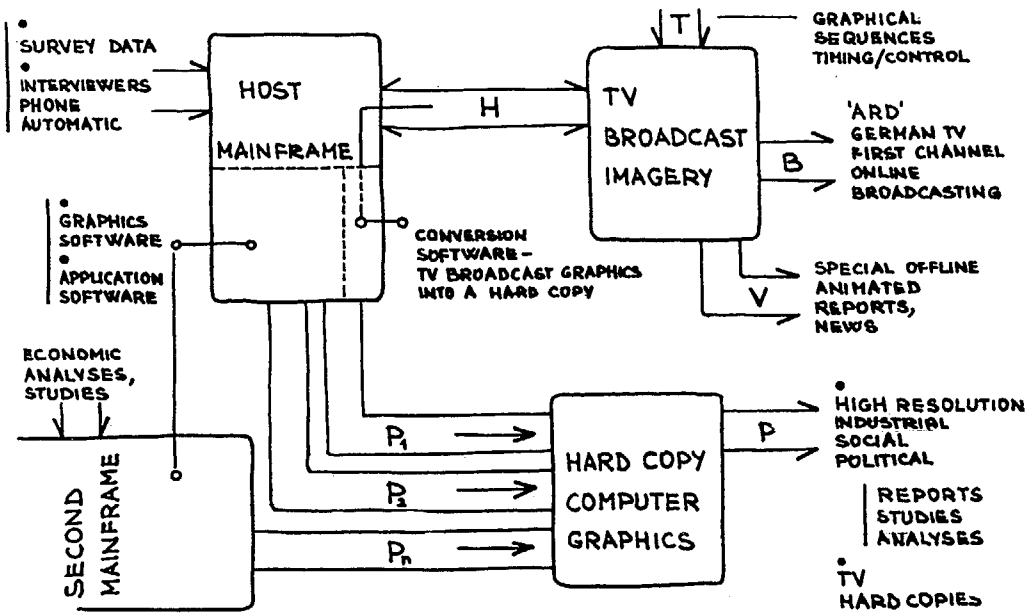 SURVEY DATA
INTERVIEWERS
PHONE
AUTOMATIC
HOST
MAINFRAME
H
T
GRAPHICAL
SEQUENCES
TIMING/CONTROL
TV
BROADCAST
IMAGERY
B
'ARD'
GERMAN TV
FIRST CHANNEL
ONLINE
BROADCASTING
GRAPHICS
SOFTWARE
APPLICATION
SOFTWARE
CONVERSION
SOFTWARE –
TV BROADCAST GRAPHICS
INTO A HARD COPY
V
SPECIAL OFFLINE
ANIMATED
REPORTS,
NEWS
ECONOMIC
ANALYSES,
STUDIES
SECOND
MAINFRAME
P1
P2
Pn
HARD COPY
COMPUTER
GRAPHICS
P
HIGH RESOLUTION
INDUSTRIAL
SOCIAL
POLITICAL
REPORTS
STUDIES
ANALYSES
TV
HARD COPIES